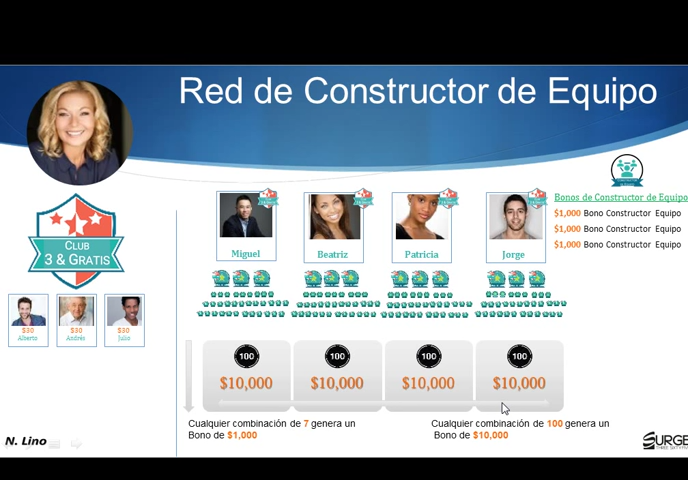 Red de Constructor de Equipo
CLUB
3 & GRATIS
$30
Alberto
$30
Andrés
$30
Julio
Miguel
Beatriz
Patricia
Jorge
Bonos de Constructor de Equipo
$1,000 Bono Constructor Equipo
$1,000 Bono Constructor Equipo
$1,000 Bono Constructor Equipo
100
$10,000
100
$10,000
100
$10,000
100
$10,000
Cualquier combinación de 7 genera un
Bono de $1,000
Cualquier combinación de 100 genera un
Bono de $10,000
N. Lino
SURGE